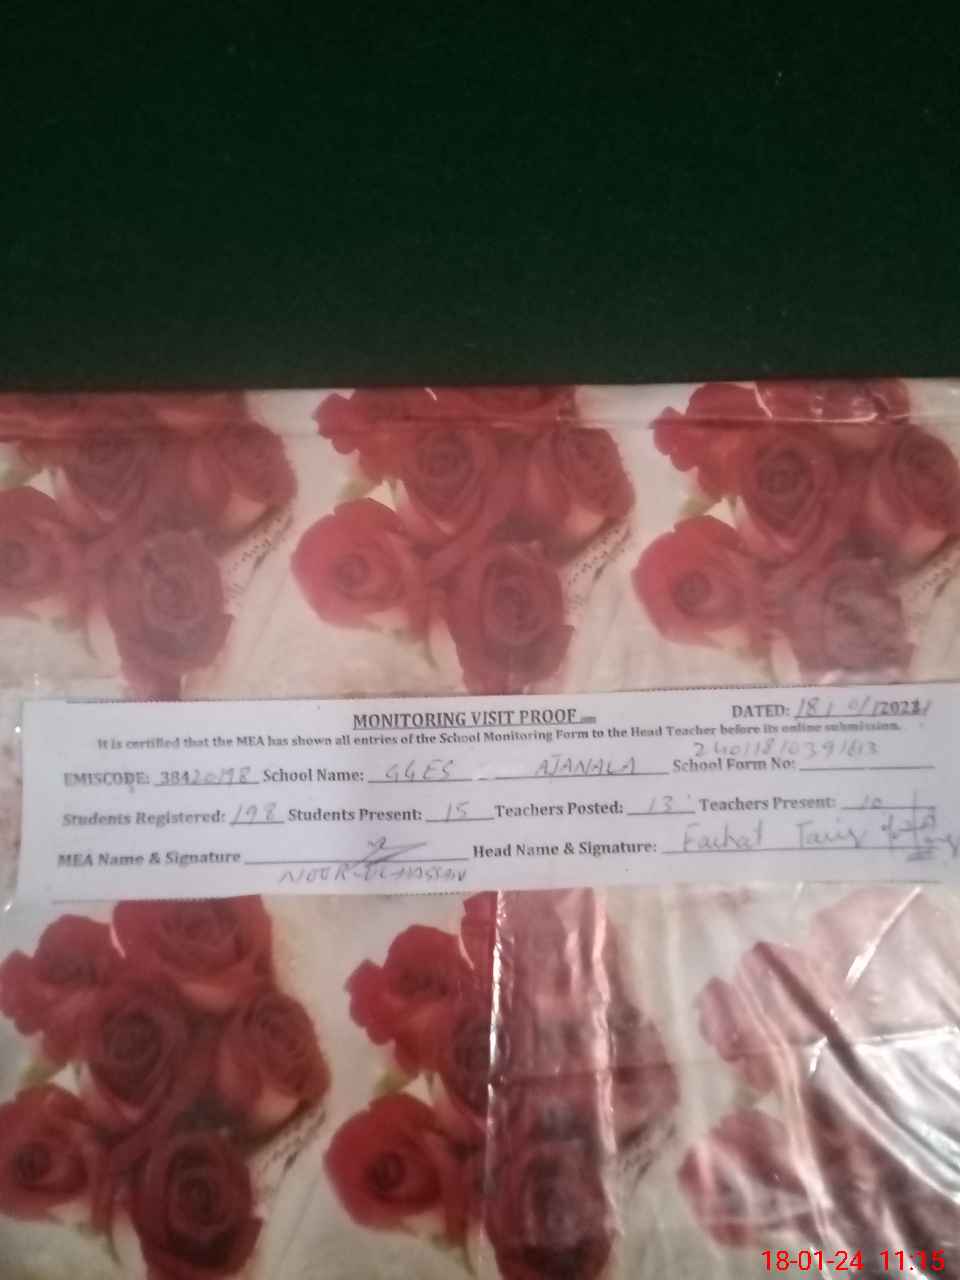 MONITORING VISIT PROOF
DATED: 18/01/2024
It is certified that the MEA has shown all entries of the School Monitoring Form to the Head Teacher before its online submission.
EMISCODE: 38420198 School Name: GGES AJANALA School Form No:
Students Registered: 198 Students Present: 15 Teachers Posted: 13 Teachers Present: 10
MEA Name & Signature Head Name & Signature: Farhat
NOOR-UL-HASSAN
18-01-24 11:15